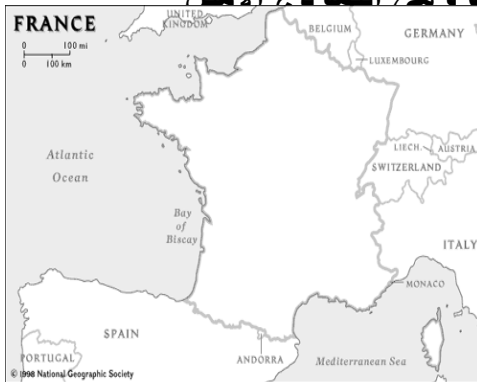 FRANCE
0 100 mi
0 100 km
UNITED
KINGDOM
BELGIUM
GERMANY
LUXEMBOURG
Atlantic
Ocean
LIECH.
AUSTRIA
SWITZERLAND
Bay
of
Biscay
ITALY
MONACO
SPAIN
PORTUGAL
ANDORRA
Mediterranean Sea
© 1998 National Geographic Society